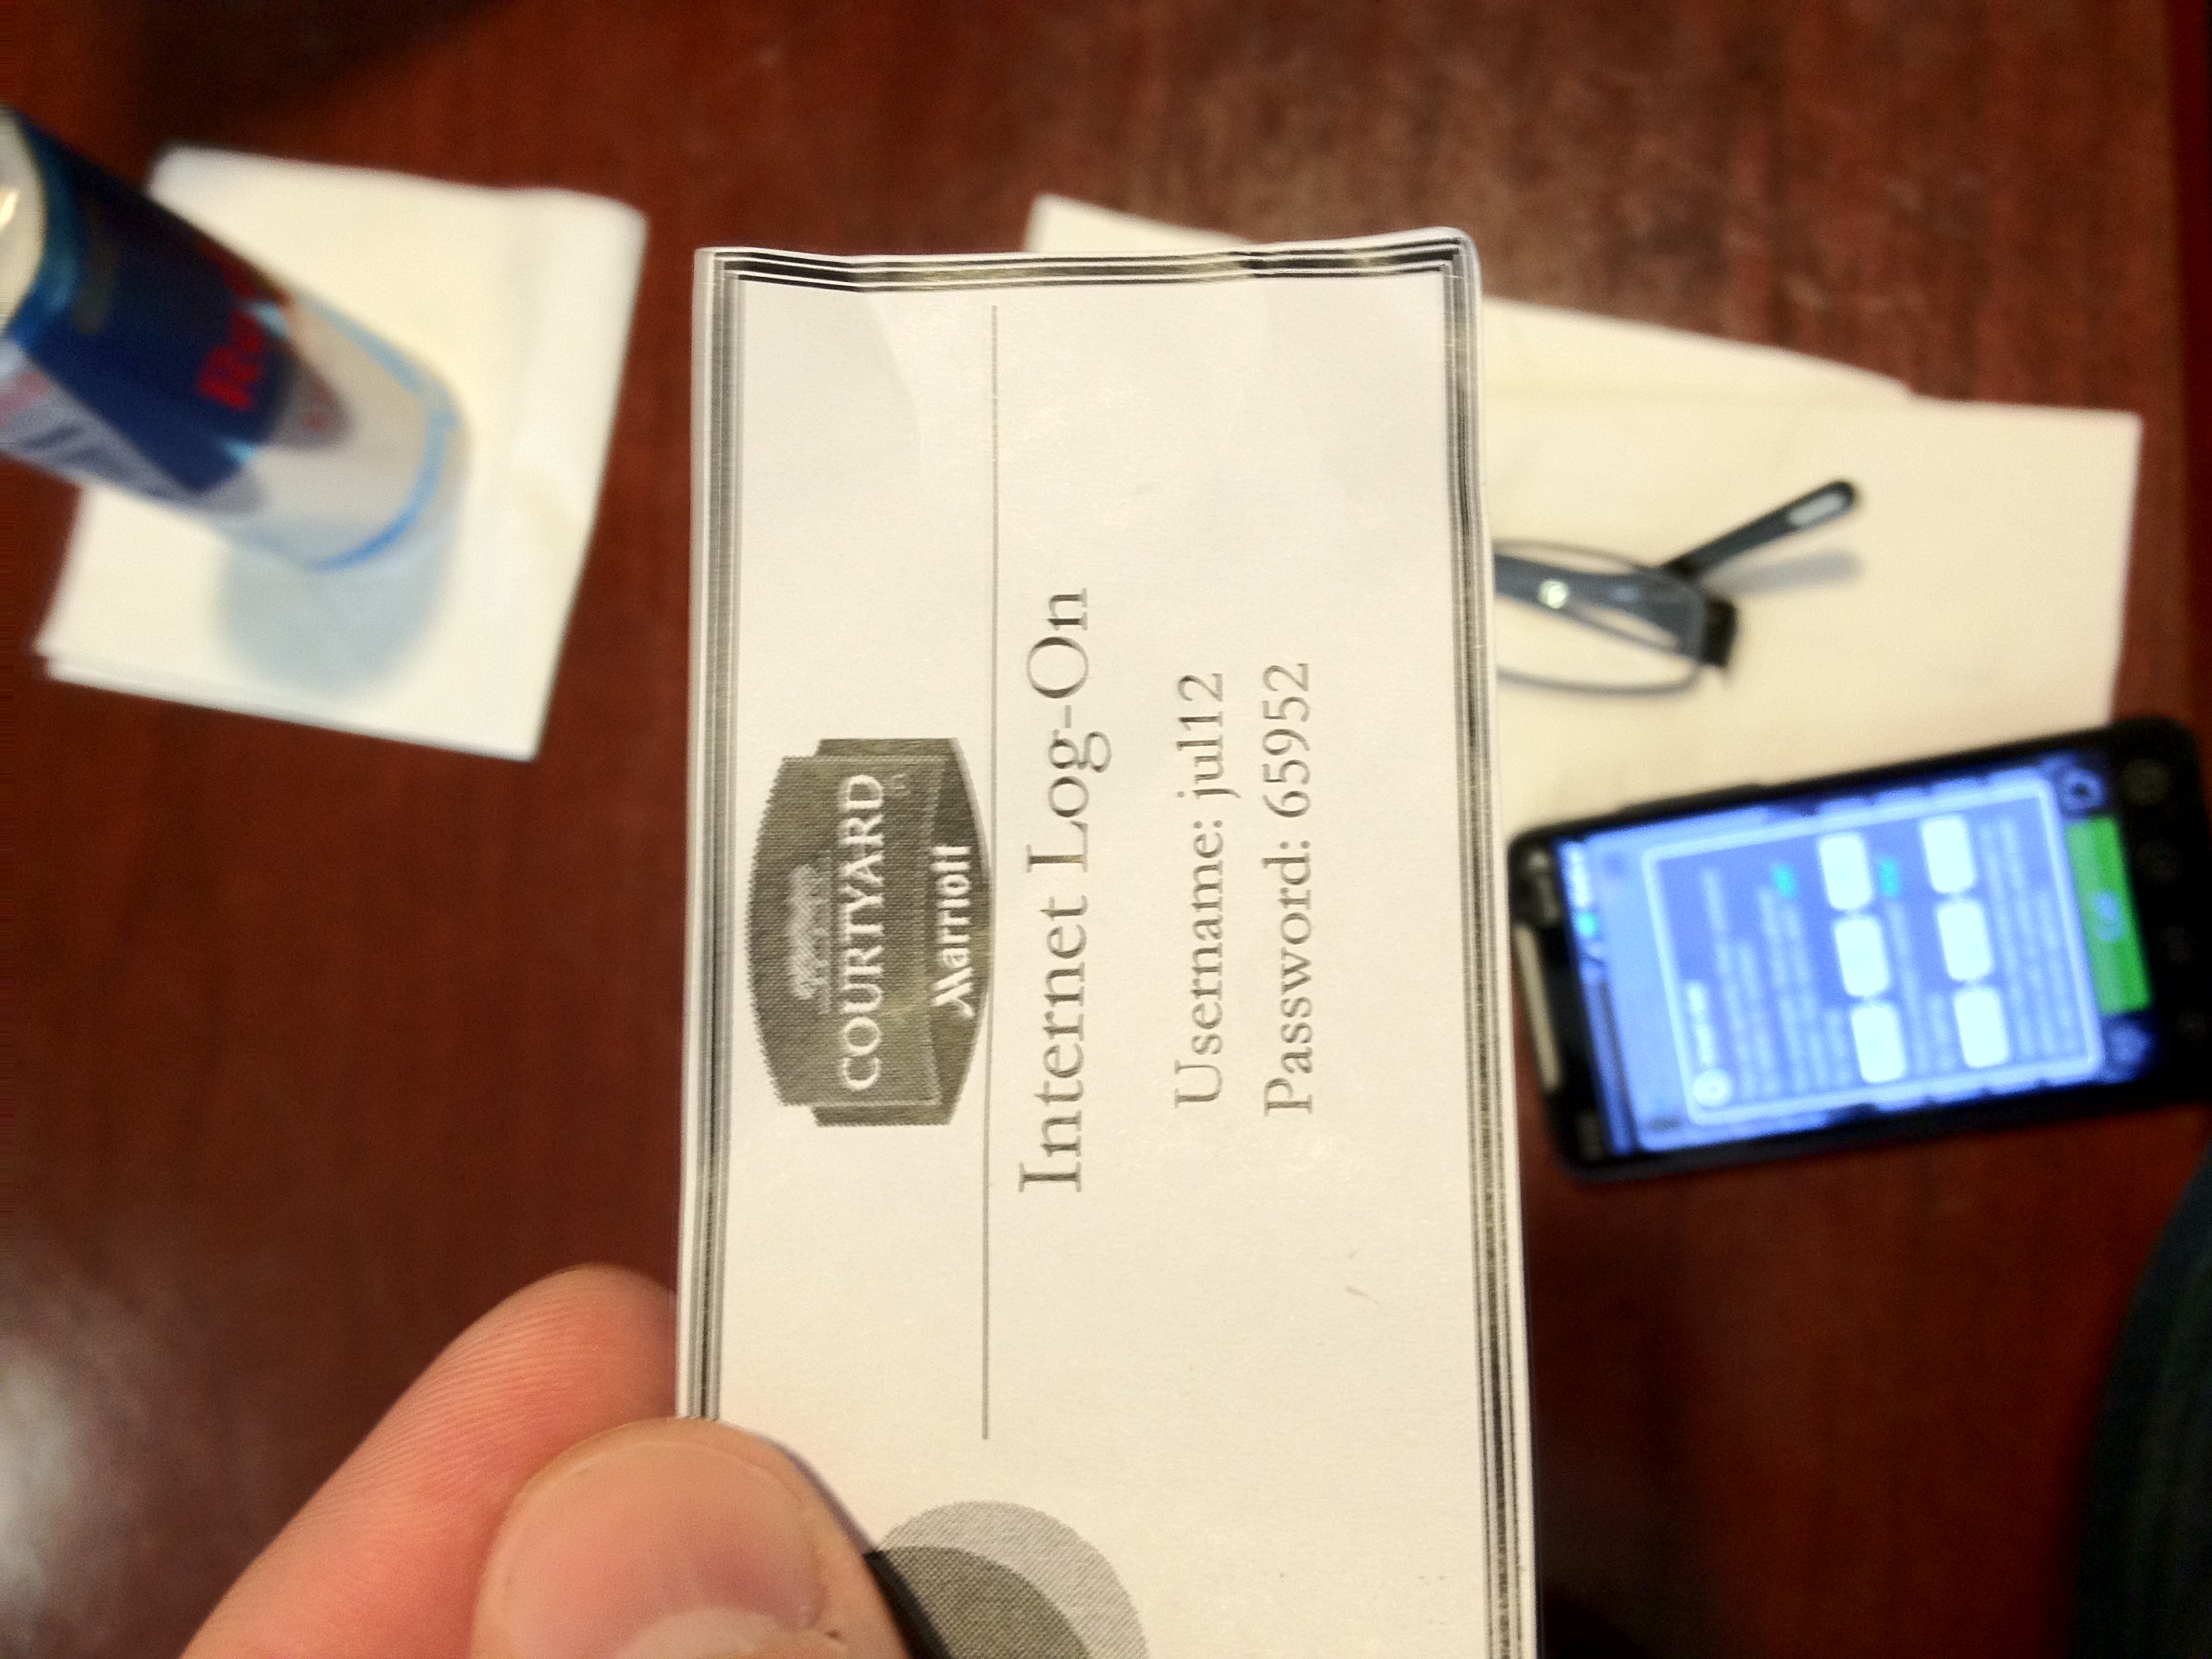 COURTYARD
Marriott
Internet Log-On
Username: jul12
Password: 65952